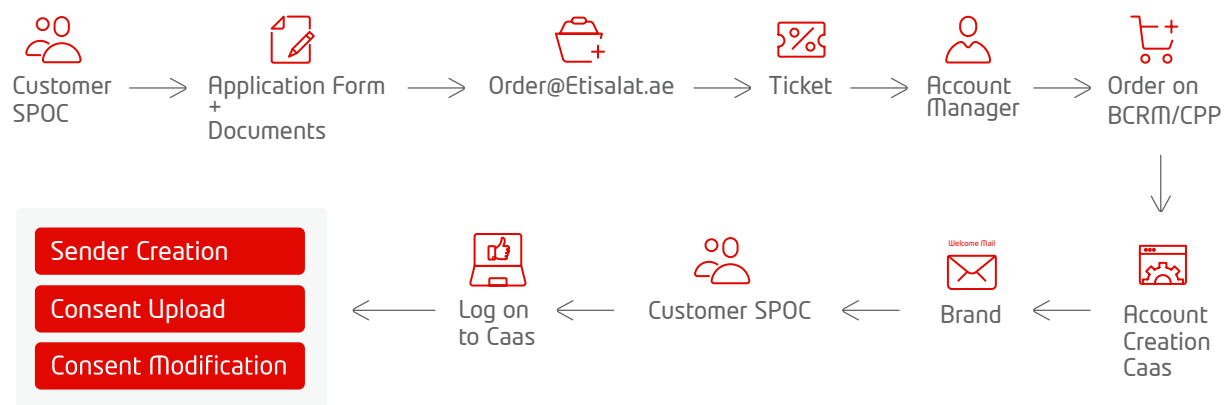 Customer
SPOC
Application Form
+
Documents
Order@Etisalat.ae
Ticket
Account
Manager
Order on
BCRM/CPP
Account
Creation
Caas
Welcome Mail
Brand
Customer SPOC
Log on
to Caas
Sender Creation
Consent Upload
Consent Modification